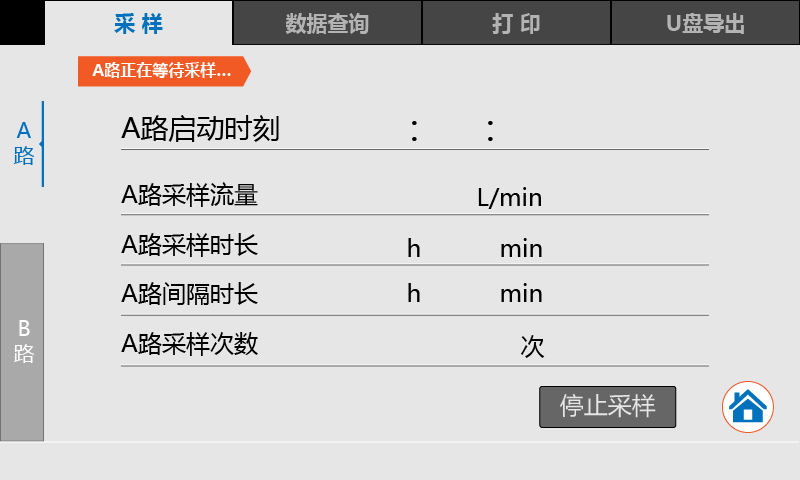 采样 数据查询 打印 U盘导出
A路正在等待采样...
A路
B路
A路启动时刻 : :
A路采样流量 L/min
A路采样时长 h min
A路间隔时长 h min
A路采样次数 次
停止采样